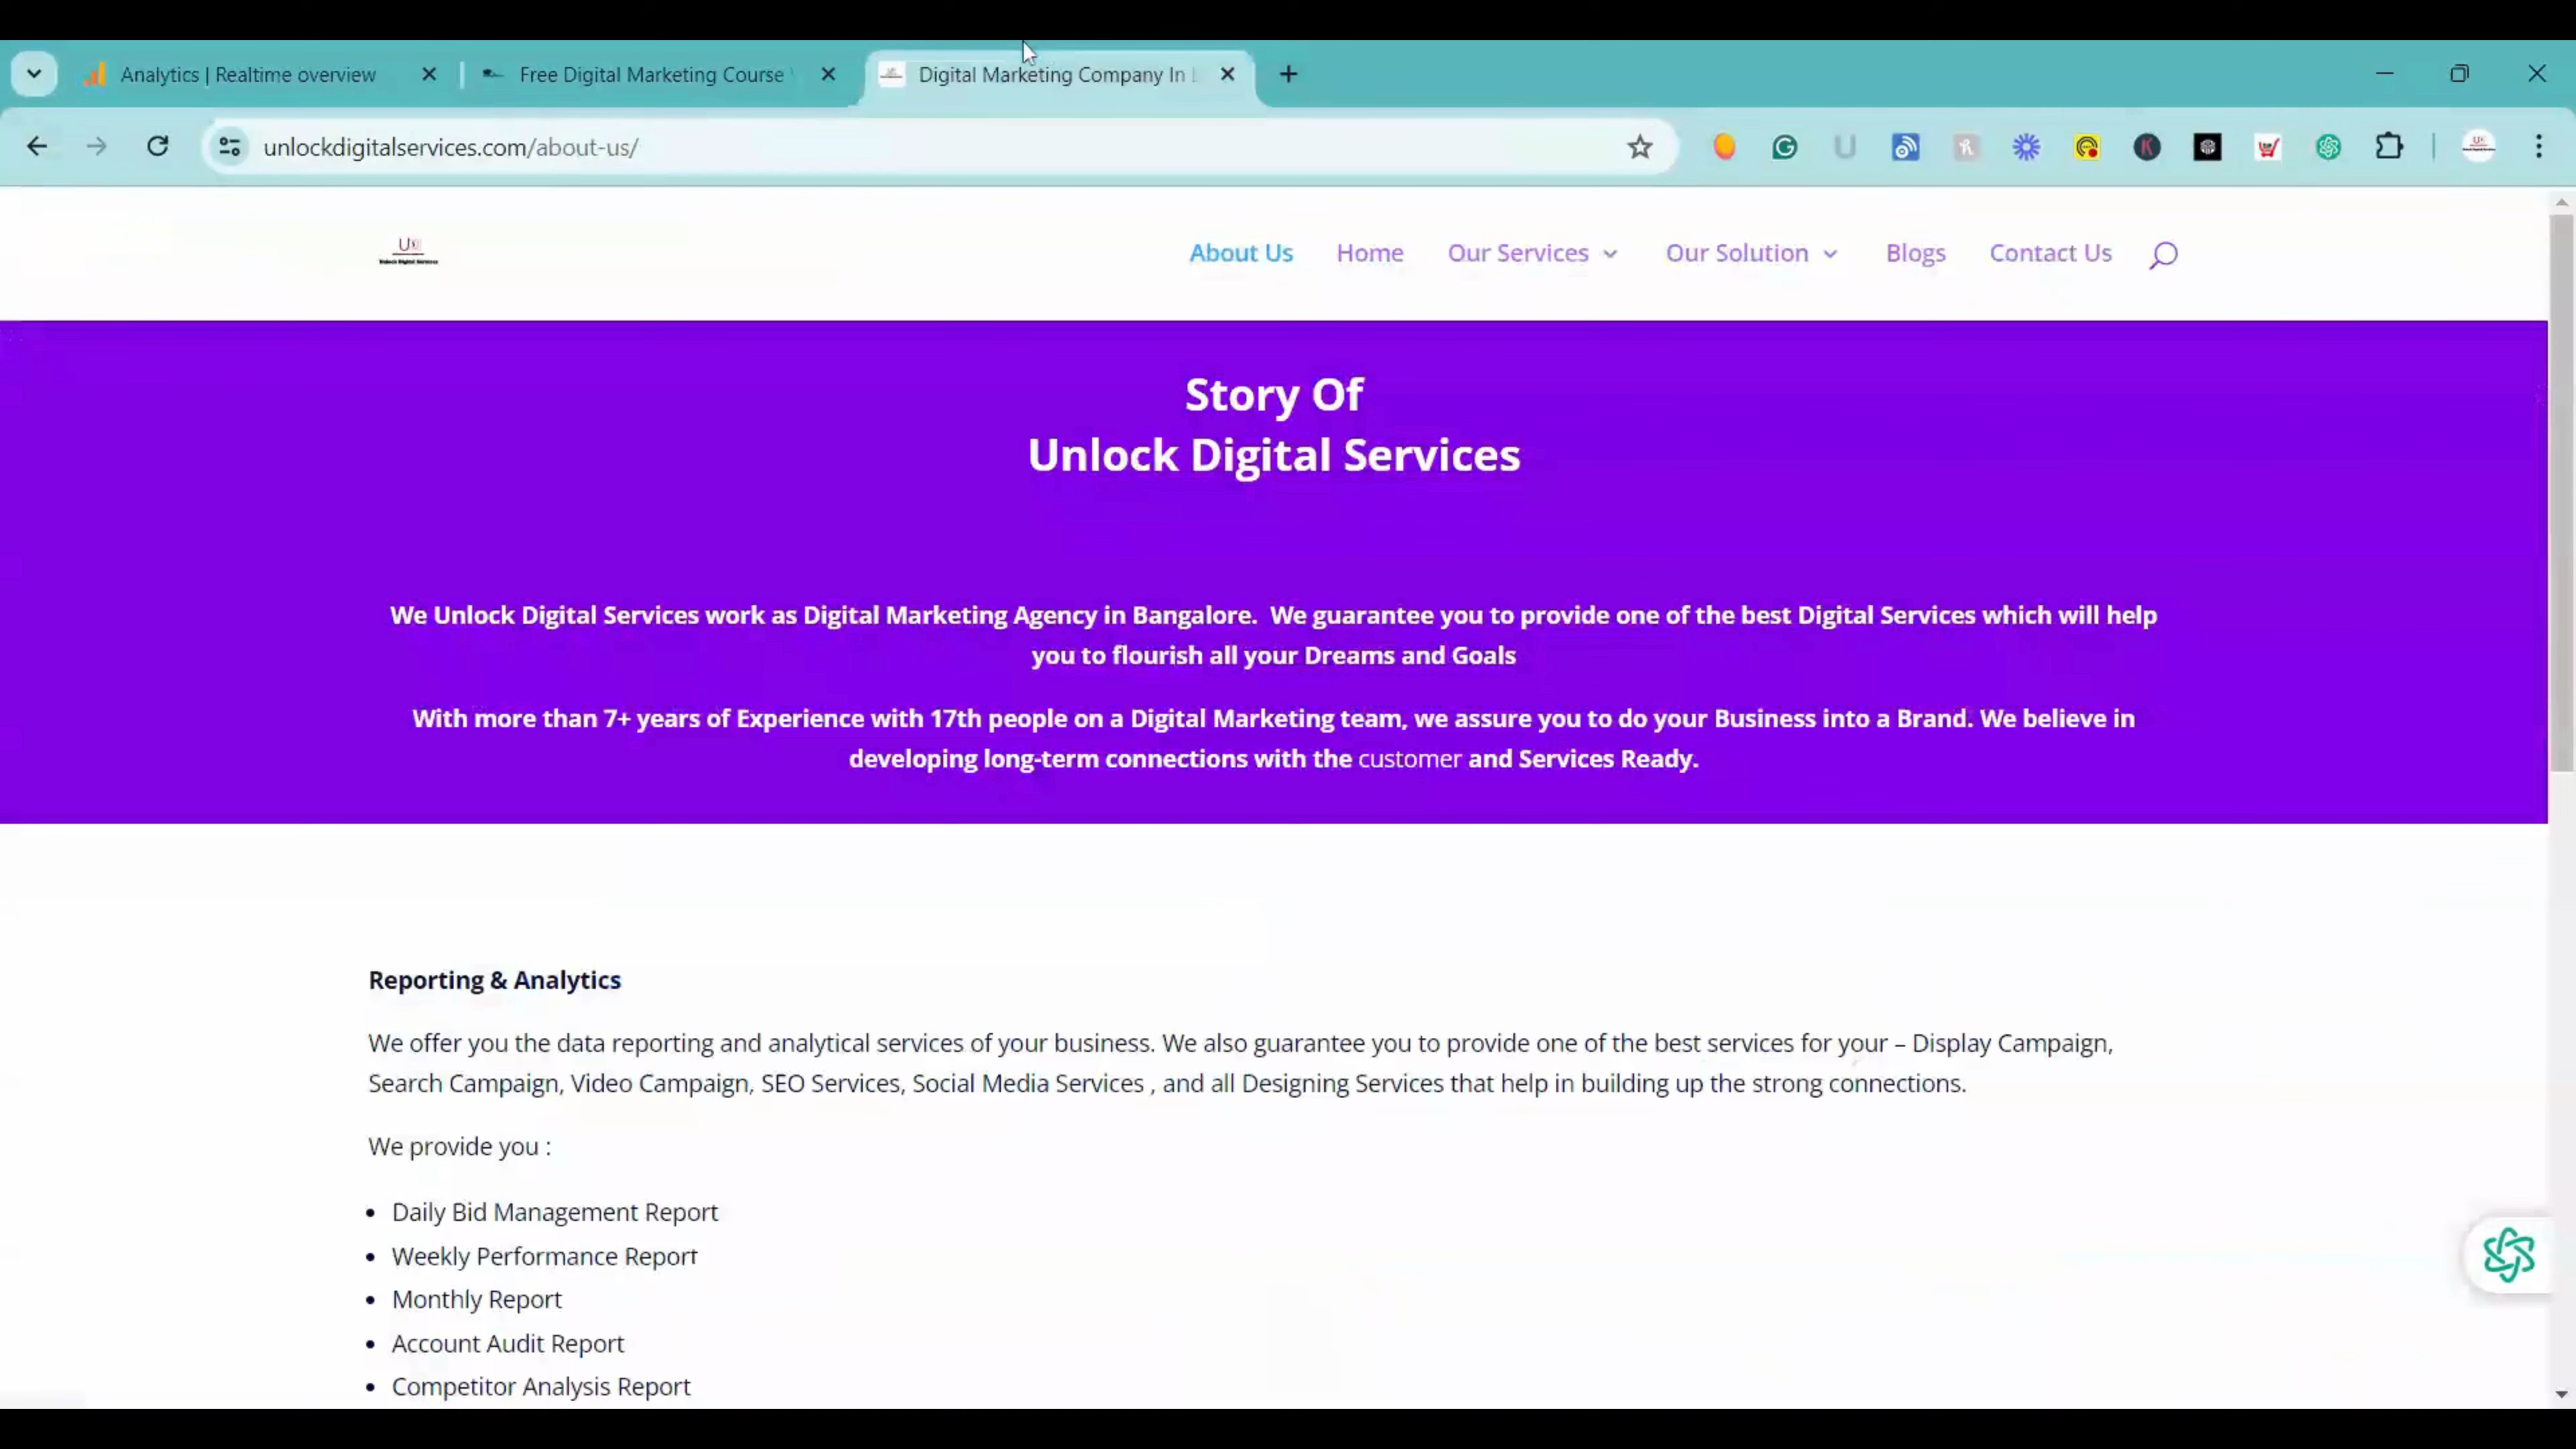 Analytics | Realtime overview
Free Digital Marketing Course
Digital Marketing Company In
unlockdigitalservices.com/about-us/
Unlock Digital Services
About Us
Home
Our Services
Our Solution
Blogs
Contact Us
Story Of
Unlock Digital Services
We Unlock Digital Services work as Digital Marketing Agency in Bangalore.  We guarantee you to provide one of the best Digital Services which will help
you to flourish all your Dreams and Goals
With more than 7+ years of Experience with 17th people on a Digital Marketing team, we assure you to do your Business into a Brand. We believe in
developing long-term connections with the customer and Services Ready.
Reporting & Analytics
We offer you the data reporting and analytical services of your business. We also guarantee you to provide one of the best services for your – Display Campaign,
Search Campaign, Video Campaign, SEO Services, Social Media Services , and all Designing Services that help in building up the strong connections.
We provide you :
• Daily Bid Management Report
• Weekly Performance Report
• Monthly Report
• Account Audit Report
• Competitor Analysis Report